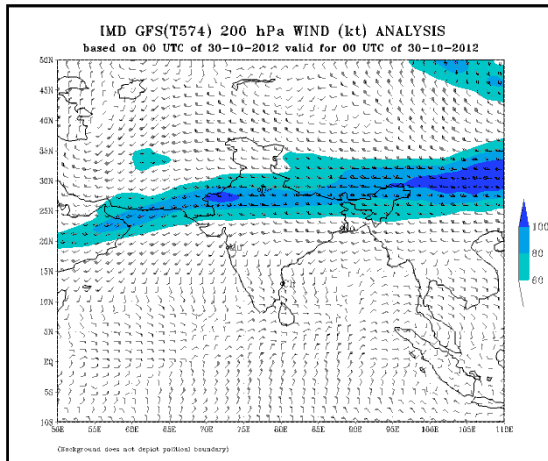 IMD GFS(T574) 200 hPa WIND (kt) ANALYSIS
based on 00 UTC of 30-10-2012 valid for 00 UTC of 30-10-2012
50N
45N
40N
35N
30N
25N
20N
15N
10N
5N
EQ
5S
10S
100
80
60
50E 55E 60E 65E 70E 75E 80E 85E 90E 95E 100E 105E 110E
(Background does not depict political boundary)